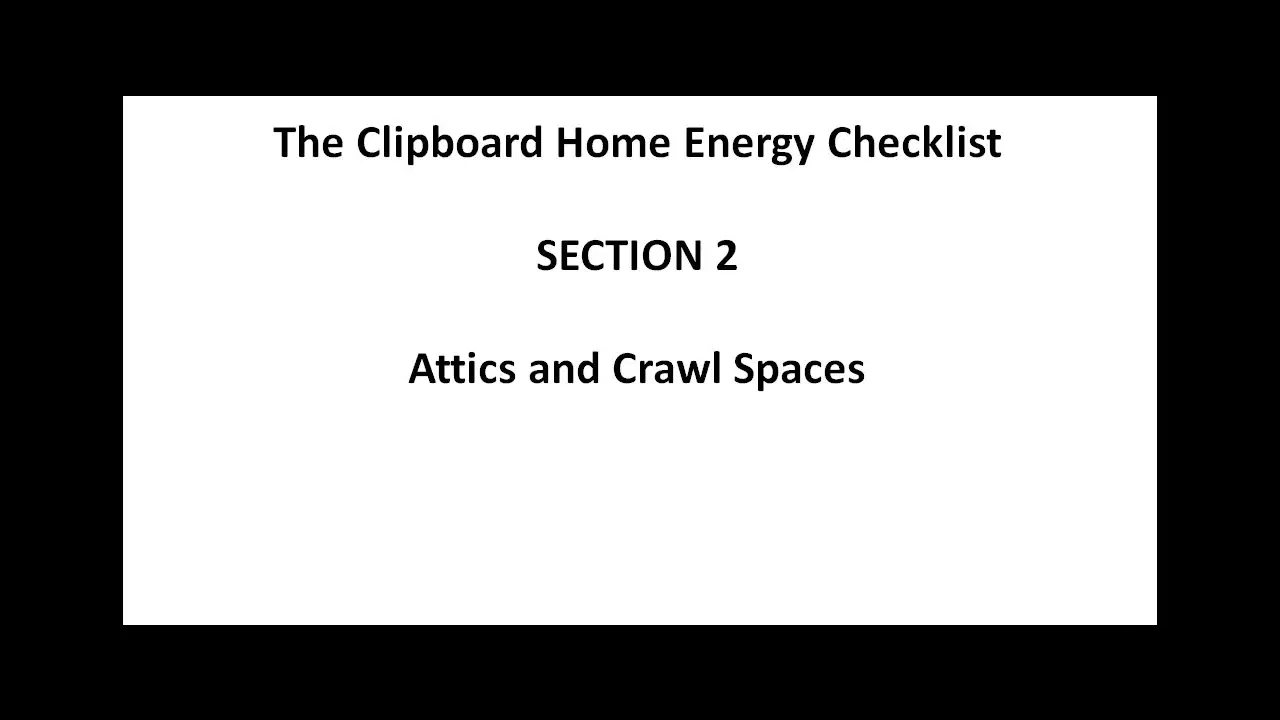 The Clipboard Home Energy Checklist
SECTION 2
Attics and Crawl Spaces